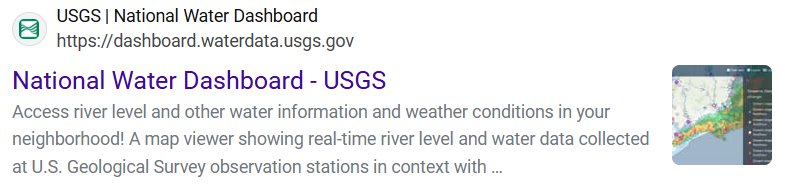 USGS | National Water Dashboard
https://dashboard.waterdata.usgs.gov
National Water Dashboard - USGS
Access river level and other water information and weather conditions in your
neighborhood! A map viewer showing real-time river level and water data collected
at U.S. Geological Survey observation stations in context with ...